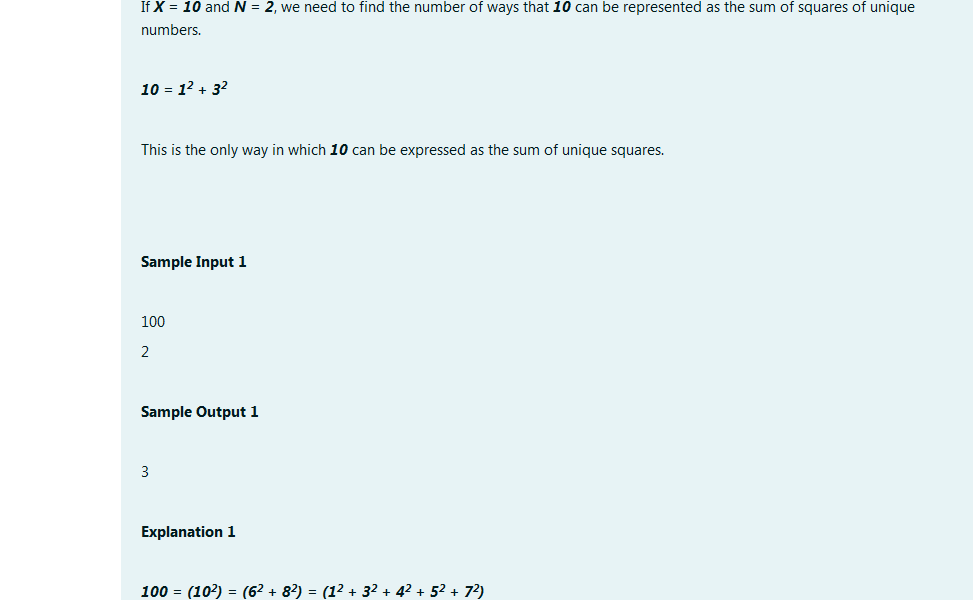 If X = 10 and N = 2, we need to find the number of ways that 10 can be represented as the sum of squares of unique
numbers.
10 = 1² + 3²
This is the only way in which 10 can be expressed as the sum of unique squares.
Sample Input 1
100
2
Sample Output 1
3
Explanation 1
100 = (10²) = (6² + 8²) = (1² + 3² + 4² + 5² + 7²)